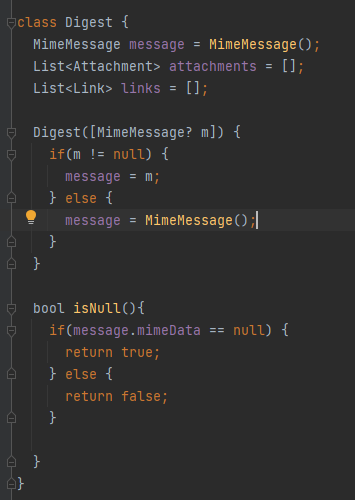 class Digest {
  MimeMessage message = MimeMessage();
  List<Attachment> attachments = [];
  List<Link> links = [];

  Digest([MimeMessage? m]) {
    if(m != null) {
      message = m;
    } else {
      message = MimeMessage();
    }
  }

  bool isNull(){
    if(message.mimeData == null) {
      return true;
    } else {
      return false;
    }

  }
}